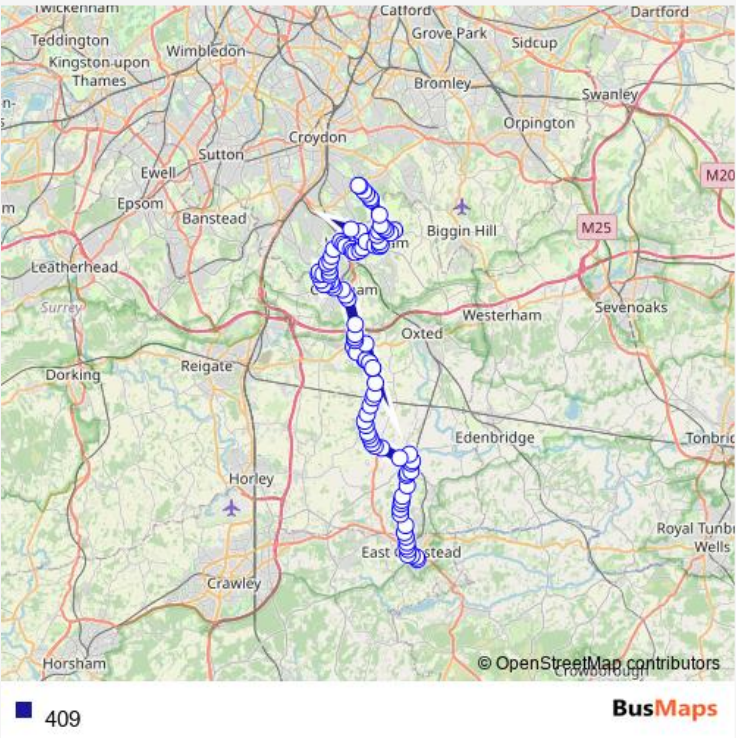 Twickenham
Catford
Dartford
Teddington
Grove Park
Wimbledon
Sidcup
Kingston upon
Thames
Bromley
Swanley
Croydon
Orpington
Sutton
Ewell
M20
Epsom
Banstead
M25
Biggin Hill
Leatherhead
Surrey
Westerham
Sevenoaks
Oxted
Reigate
Dorking
Edenbridge
Tonbric
Horley
Royal Tunb
Wells
East G stead
Crawley
Horsham
© OpenStreetMap contributors
Crowborough
409
BusMaps